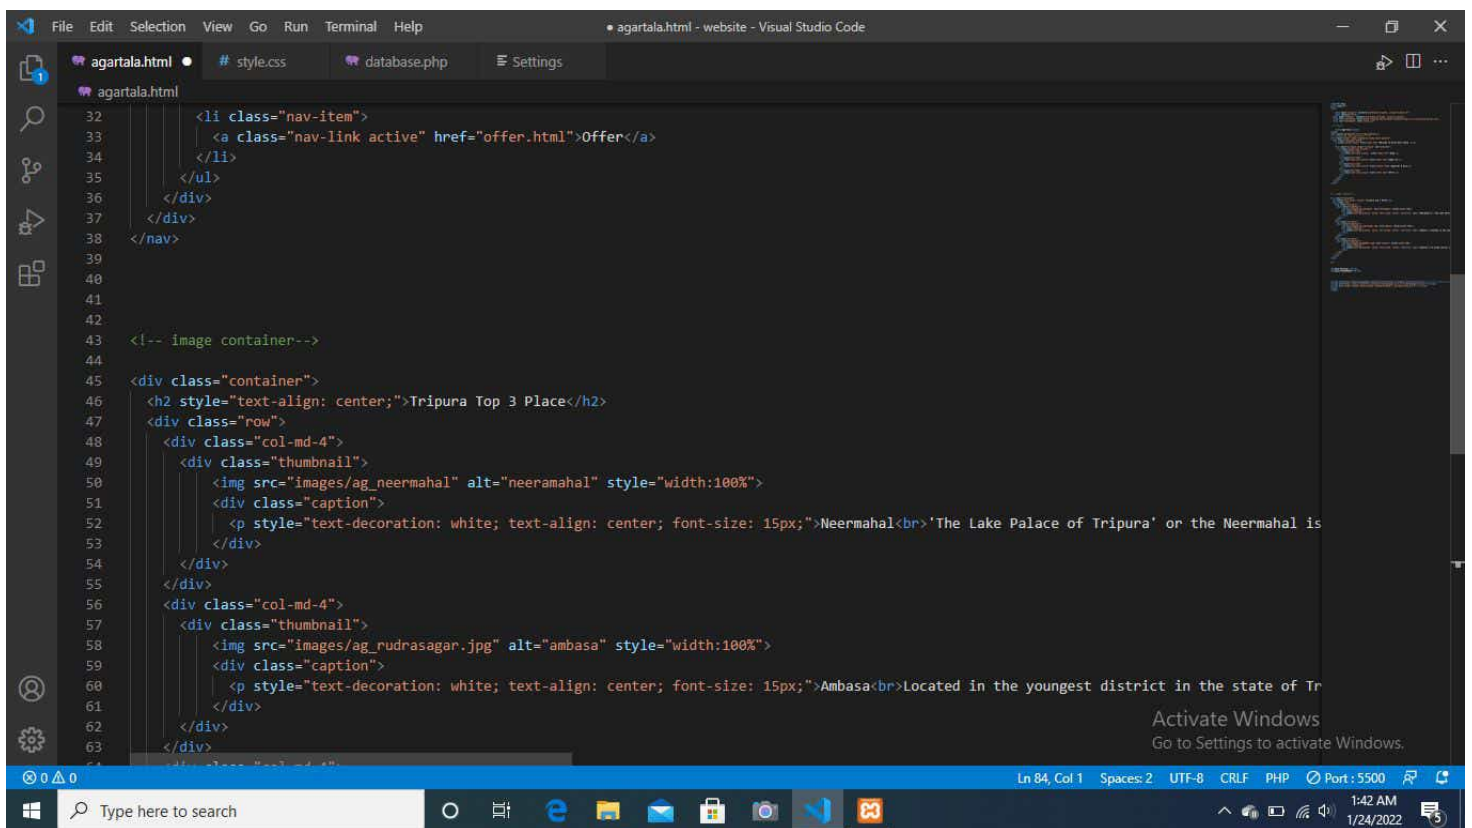 File Edit Selection View Go Run Terminal Help
● agartala.html - website - Visual Studio Code
agartala.html ● # style.css database.php Settings
agartala.html
32 <li class="nav-item">
33 <a class="nav-link active" href="offer.html">Offer</a>
34 </li>
35 </ul>
36 </div>
37 </div>
38 </nav>
39
40
41
42
43 <!-- image container-->
44
45 <div class="container">
46 <h2 style="text-align: center;">Tripura Top 3 Place</h2>
47 <div class="row">
48 <div class="col-md-4">
49 <div class="thumbnail">
50 <img src="images/ag_neermahal" alt="neeramahal" style="width:100%">
51 <div class="caption">
52 <p style="text-decoration: white; text-align: center; font-size: 15px;">Neermahal<br>'The Lake Palace of Tripura' or the Neermahal is
53 </div>
54 </div>
55 </div>
56 <div class="col-md-4">
57 <div class="thumbnail">
58 <img src="images/ag_rudrasagar.jpg" alt="ambasa" style="width:100%">
59 <div class="caption">
60 <p style="text-decoration: white; text-align: center; font-size: 15px;">Ambasa<br>Located in the youngest district in the state of Tr
61 </div>
62 </div>
63 </div>
Activate Windows
Go to Settings to activate Windows.
0 0 Ln 84, Col 1 Spaces: 2 UTF-8 CRLF PHP Port : 5500
Type here to search
1:42 AM
1/24/2022
5
1